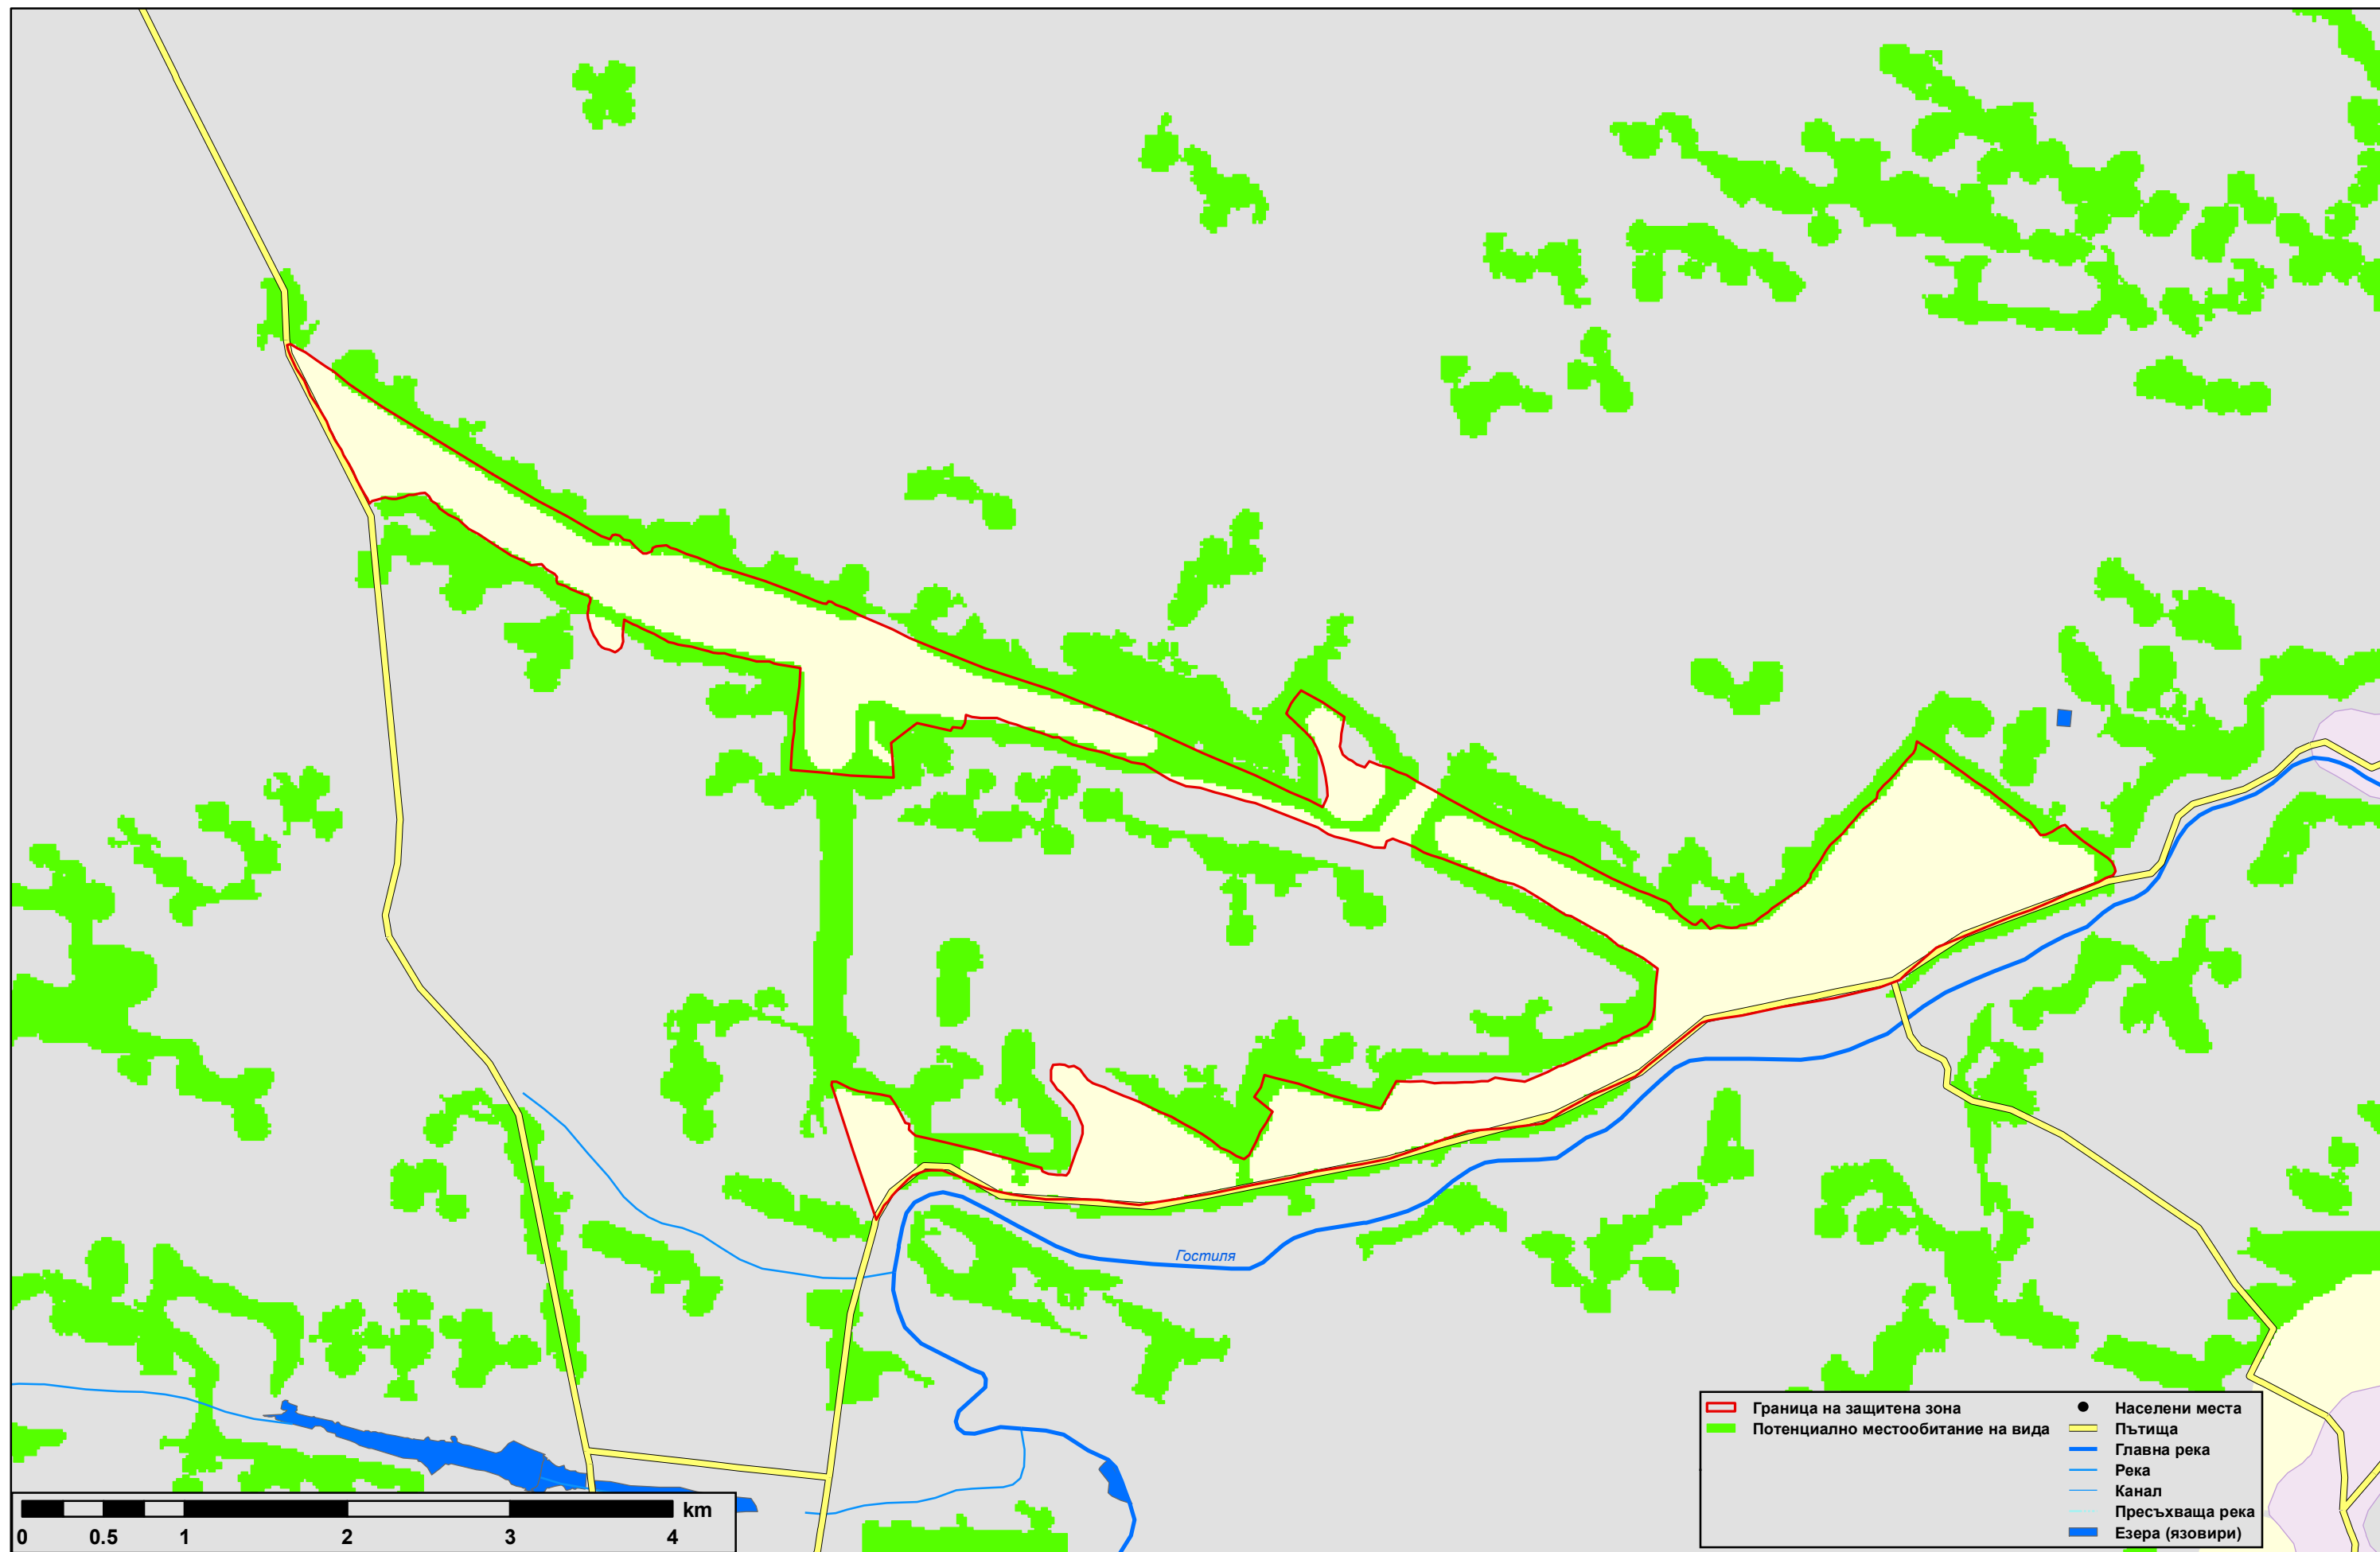 Гостиля
Граница на защитена зона
Потенциално местообитание на вида
Населени места
Пътища
Главна река
Река
Канал
Пресъхваща река
Езера (язовири)
km
0 0.5 1 2 3 4